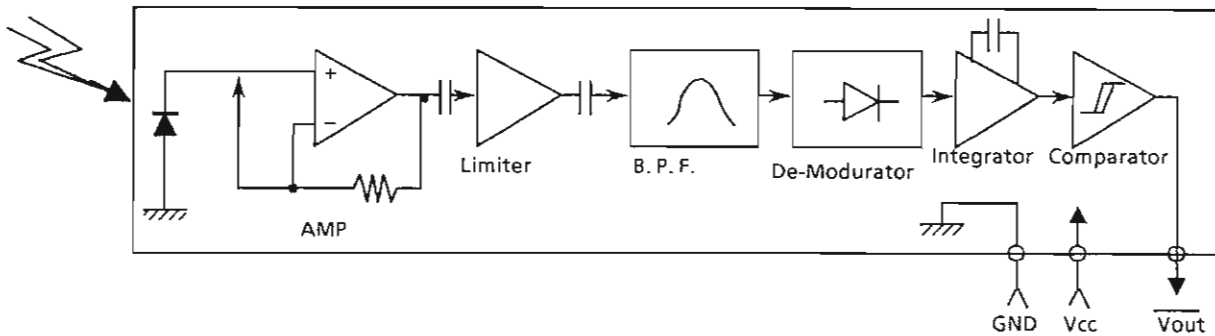 +
−
AMP
Limiter
B. P. F.
De-Modurator
Integrator
Comparator
GND
Vcc
Vout